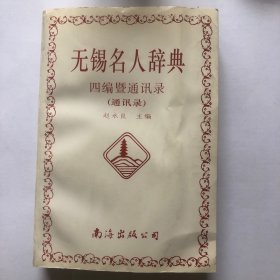 无锡名人辞典
四编暨通讯录
(通讯录)
赵永良 主编
南海出版公司